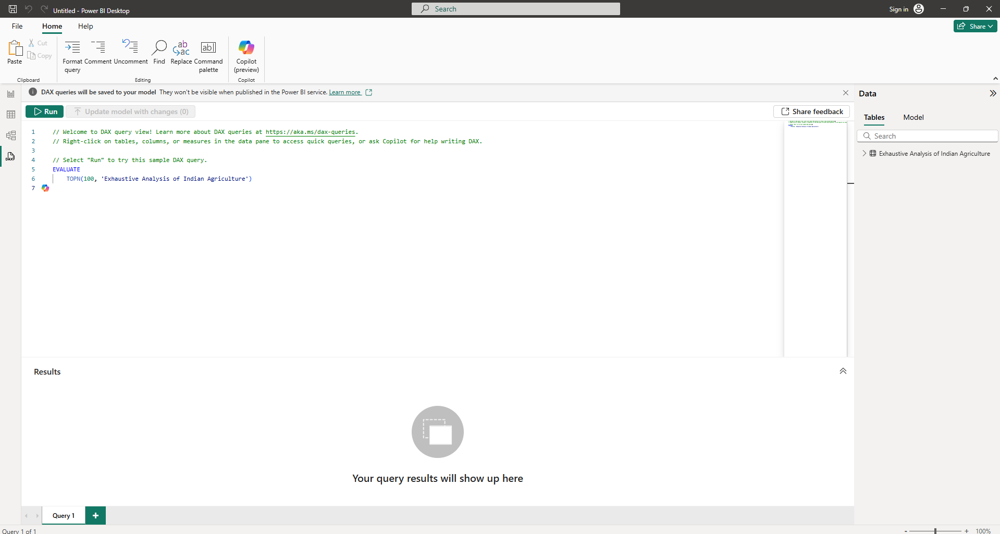 Untitled - Power BI Desktop
Search
Sign in
File
Home
Help
Share
Paste
Cut
Copy
Format query
Comment
Uncomment
Find
ab
ac
Replace
ab
Command palette
Copilot (preview)
Clipboard
Editing
Copilot
DAX queries will be saved to your model They won't be visible when published in the Power BI service. Learn more
Run
Update model with changes (0)
Share feedback
DAX
1 // Welcome to DAX query view! Learn more about DAX queries at https://aka.ms/dax-queries.
2 // Right-click on tables, columns, or measures in the data pane to access quick queries, or ask Copilot for help writing DAX.
3
4 // Select "Run" to try this sample DAX query.
5 EVALUATE
6 TOPN(100, 'Exhaustive Analysis of Indian Agriculture')
7
Data
Tables
Model
Search
Exhaustive Analysis of Indian Agriculture
Results
Your query results will show up here
Query 1
+
Query 1 of 1
- + 100%